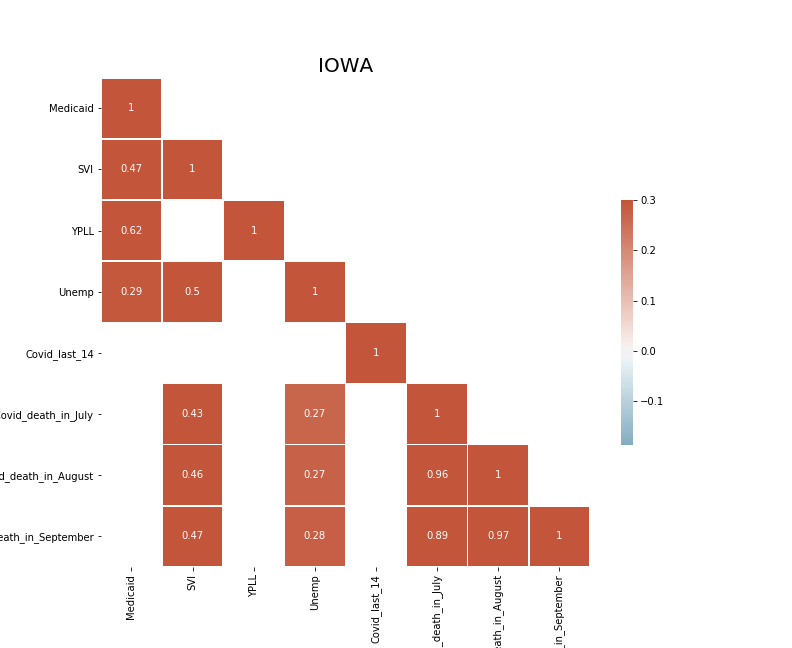 IOWA
Medicaid 1
SVI 0.47 1
YPLL 0.62 1
Unemp 0.29 0.5 1
Covid_last_14 1
ovid_death_in_July 0.43 0.27 1
d_death_in_August 0.46 0.27 0.96 1
eath_in_September 0.47 0.28 0.89 0.97 1
0.3
0.2
0.1
0.0
−0.1
Medicaid
SVI
YPLL
Unemp
Covid_last_14
_death_in_July
eath_in_August
_in_September